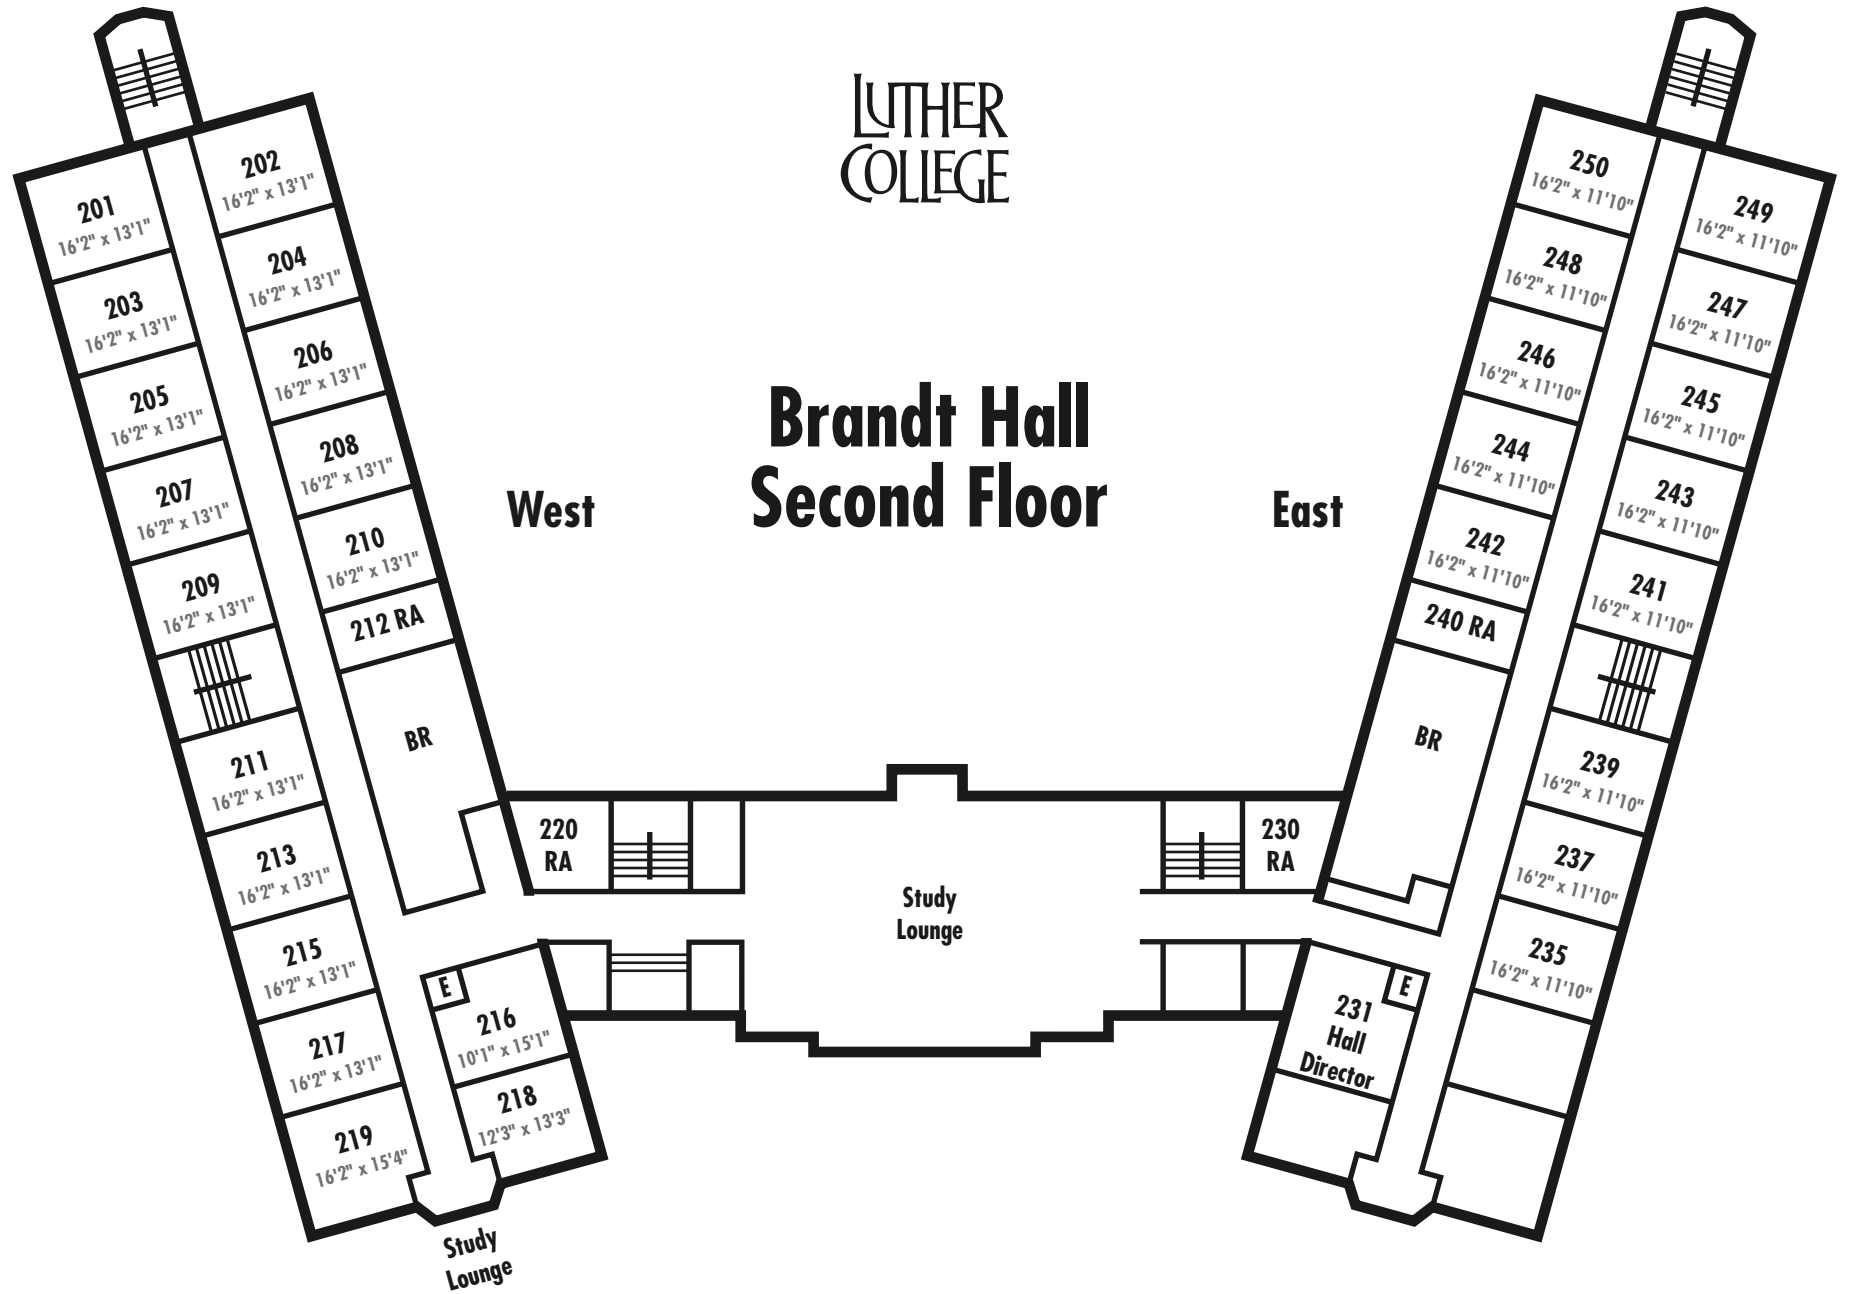 LUTHER
COLLEGE
Brandt Hall
Second Floor
West
East
201
16'2" x 13'1"
203
16'2" x 13'1"
205
16'2" x 13'1"
207
16'2" x 13'1"
209
16'2" x 13'1"
211
16'2" x 13'1"
213
16'2" x 13'1"
215
16'2" x 13'1"
217
16'2" x 13'1"
219
16'2" x 15'4"
202
16'2" x 13'1"
204
16'2" x 13'1"
206
16'2" x 13'1"
208
16'2" x 13'1"
210
16'2" x 13'1"
212 RA
BR
E
216
10'1" x 15'1"
218
12'3" x 13'3"
Study
Lounge
220
RA
Study
Lounge
230
RA
250
16'2" x 11'10"
248
16'2" x 11'10"
246
16'2" x 11'10"
244
16'2" x 11'10"
242
16'2" x 11'10"
240 RA
BR
E
231
Hall
Director
249
16'2" x 11'10"
247
16'2" x 11'10"
245
16'2" x 11'10"
243
16'2" x 11'10"
241
16'2" x 11'10"
239
16'2" x 11'10"
237
16'2" x 11'10"
235
16'2" x 11'10"